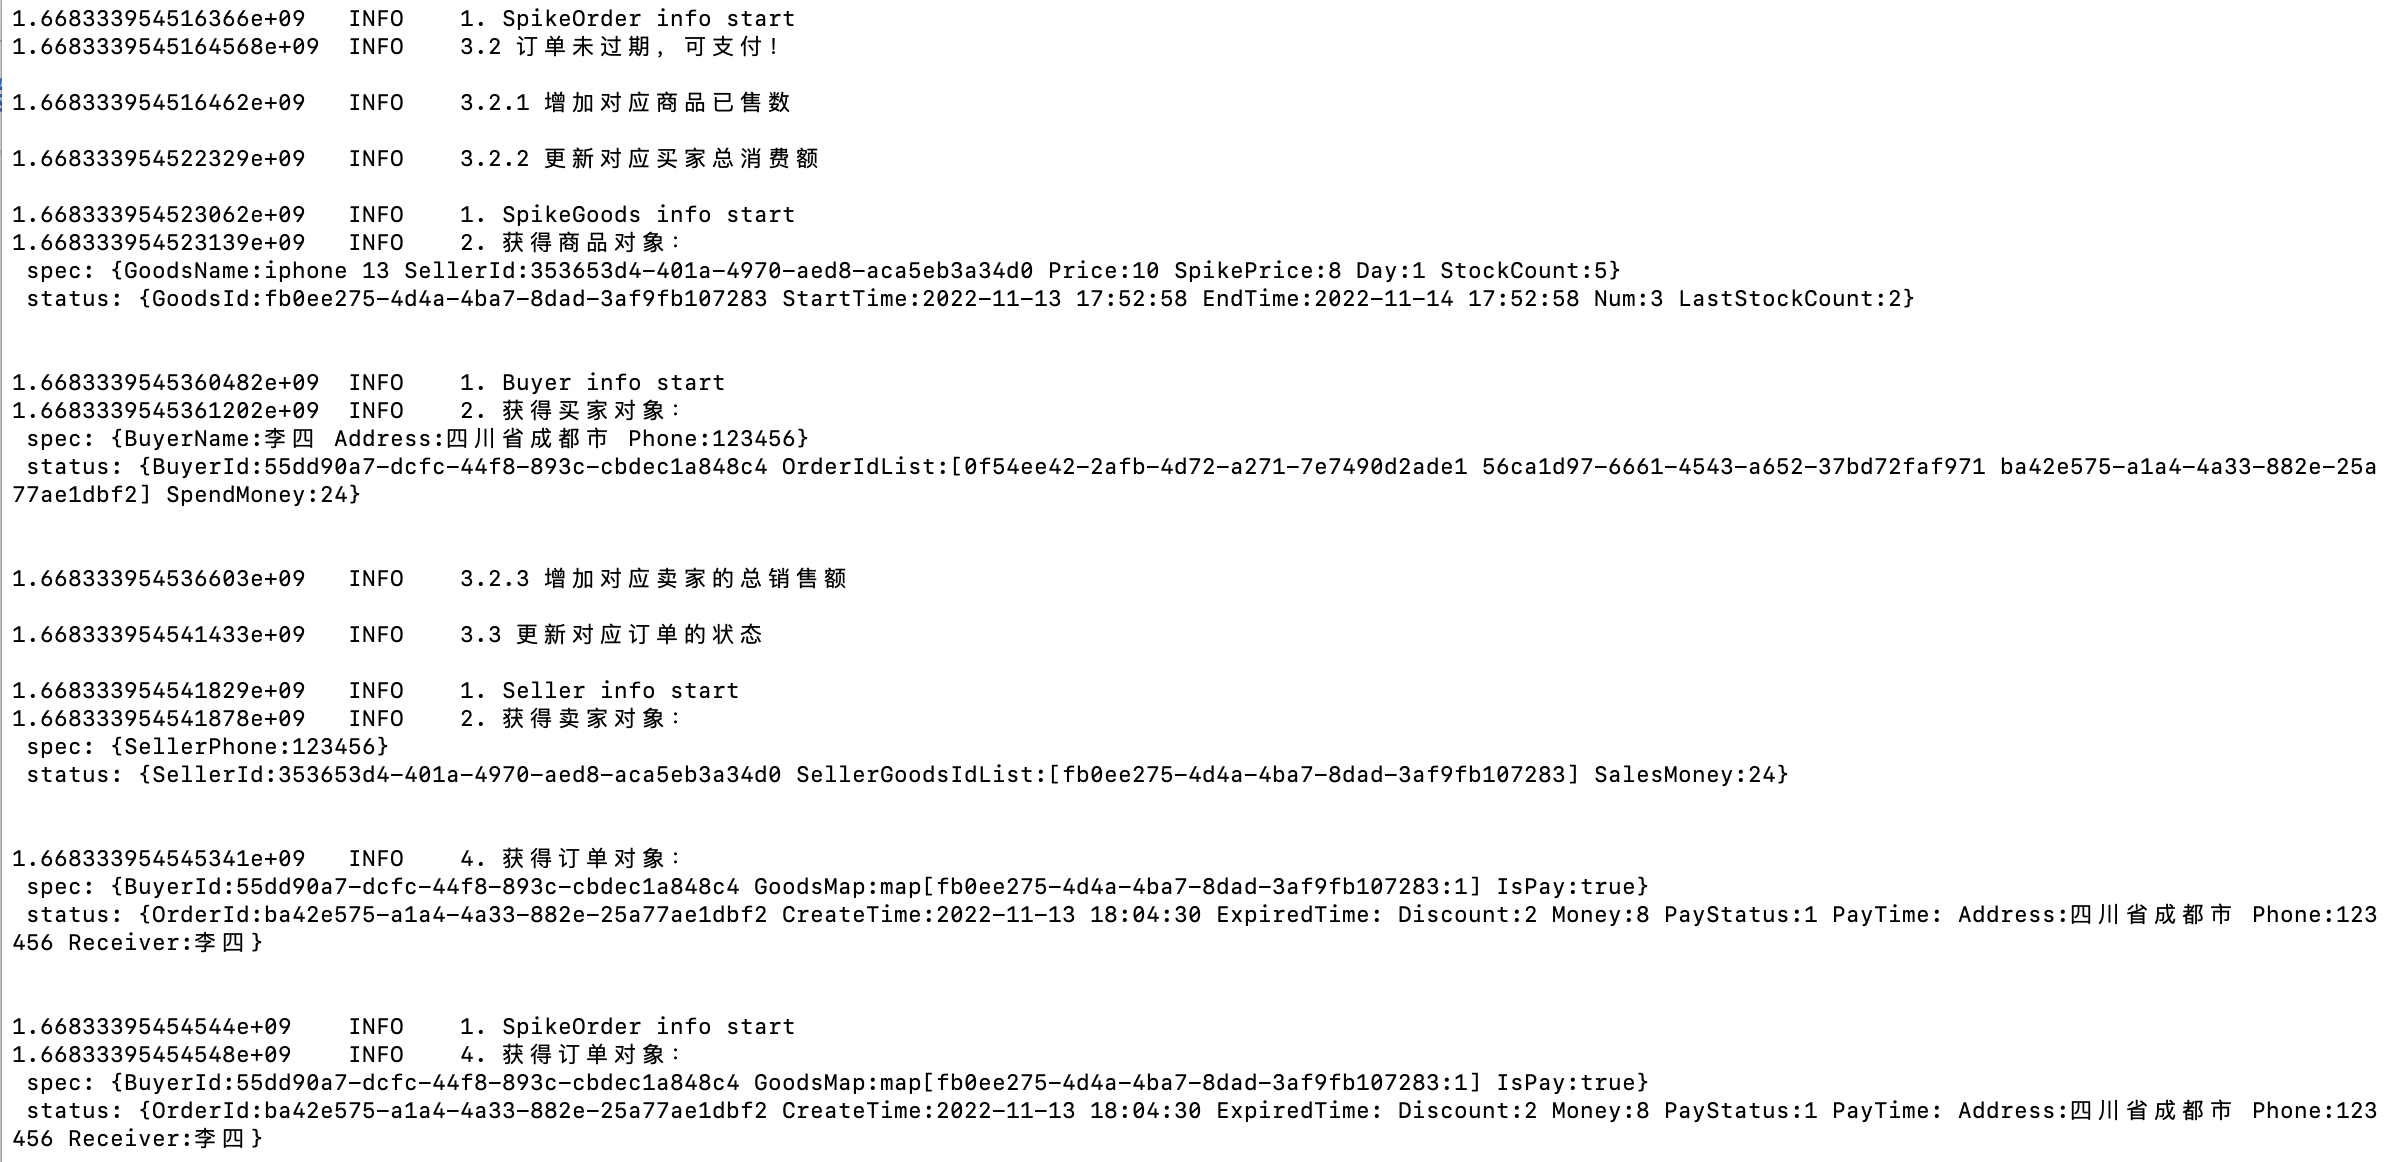 1.668333954516366e+09   INFO    1. SpikeOrder info start
1.6683339545164568e+09  INFO    3.2 订单未过期，可支付！
1.668333954516462e+09   INFO    3.2.1 增加对应商品已售数
1.668333954522329e+09   INFO    3.2.2 更新对应买家总消费额
1.668333954523062e+09   INFO    1. SpikeGoods info start
1.668333954523139e+09   INFO    2. 获得商品对象：
 spec: {GoodsName:iphone 13 SellerId:353653d4-401a-4970-aed8-aca5eb3a34d0 Price:10 SpikePrice:8 Day:1 StockCount:5}
 status: {GoodsId:fb0ee275-4d4a-4ba7-8dad-3af9fb107283 StartTime:2022-11-13 17:52:58 EndTime:2022-11-14 17:52:58 Num:3 LastStockCount:2}
1.6683339545360482e+09  INFO    1. Buyer info start
1.6683339545361202e+09  INFO    2. 获得买家对象：
 spec: {BuyerName:李四 Address:四川省成都市 Phone:123456}
 status: {BuyerId:55dd90a7-dcfc-44f8-893c-cbdec1a848c4 OrderIdList:[0f54ee42-2afb-4d72-a271-7e7490d2ade1 56ca1d97-6661-4543-a652-37bd72faf971 ba42e575-a1a4-4a33-882e-25a
77ae1dbf2] SpendMoney:24}
1.668333954536603e+09   INFO    3.2.3 增加对应卖家的总销售额
1.668333954541433e+09   INFO    3.3 更新对应订单的状态
1.668333954541829e+09   INFO    1. Seller info start
1.668333954541878e+09   INFO    2. 获得卖家对象：
 spec: {SellerPhone:123456}
 status: {SellerId:353653d4-401a-4970-aed8-aca5eb3a34d0 SellerGoodsIdList:[fb0ee275-4d4a-4ba7-8dad-3af9fb107283] SalesMoney:24}
1.668333954545341e+09   INFO    4. 获得订单对象：
 spec: {BuyerId:55dd90a7-dcfc-44f8-893c-cbdec1a848c4 GoodsMap:map[fb0ee275-4d4a-4ba7-8dad-3af9fb107283:1] IsPay:true}
 status: {OrderId:ba42e575-a1a4-4a33-882e-25a77ae1dbf2 CreateTime:2022-11-13 18:04:30 ExpiredTime: Discount:2 Money:8 PayStatus:1 PayTime: Address:四川省成都市 Phone:123
456 Receiver:李四}
1.66833395454544e+09    INFO    1. SpikeOrder info start
1.66833395454548e+09    INFO    4. 获得订单对象：
 spec: {BuyerId:55dd90a7-dcfc-44f8-893c-cbdec1a848c4 GoodsMap:map[fb0ee275-4d4a-4ba7-8dad-3af9fb107283:1] IsPay:true}
 status: {OrderId:ba42e575-a1a4-4a33-882e-25a77ae1dbf2 CreateTime:2022-11-13 18:04:30 ExpiredTime: Discount:2 Money:8 PayStatus:1 PayTime: Address:四川省成都市 Phone:123
456 Receiver:李四}